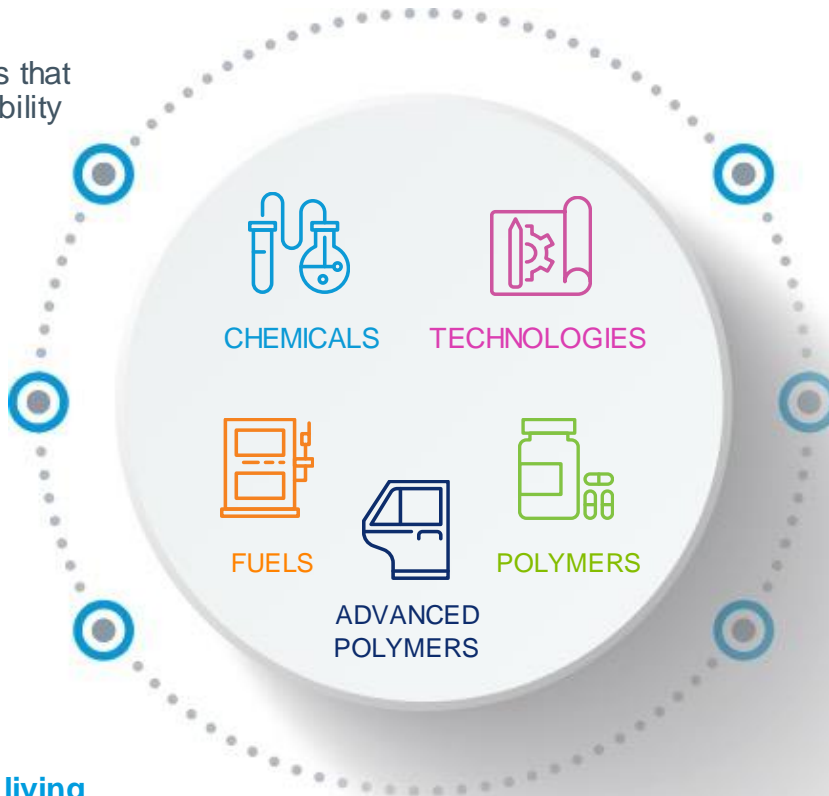 s that
bility
CHEMICALS
TECHNOLOGIES
FUELS
POLYMERS
ADVANCED
POLYMERS
living